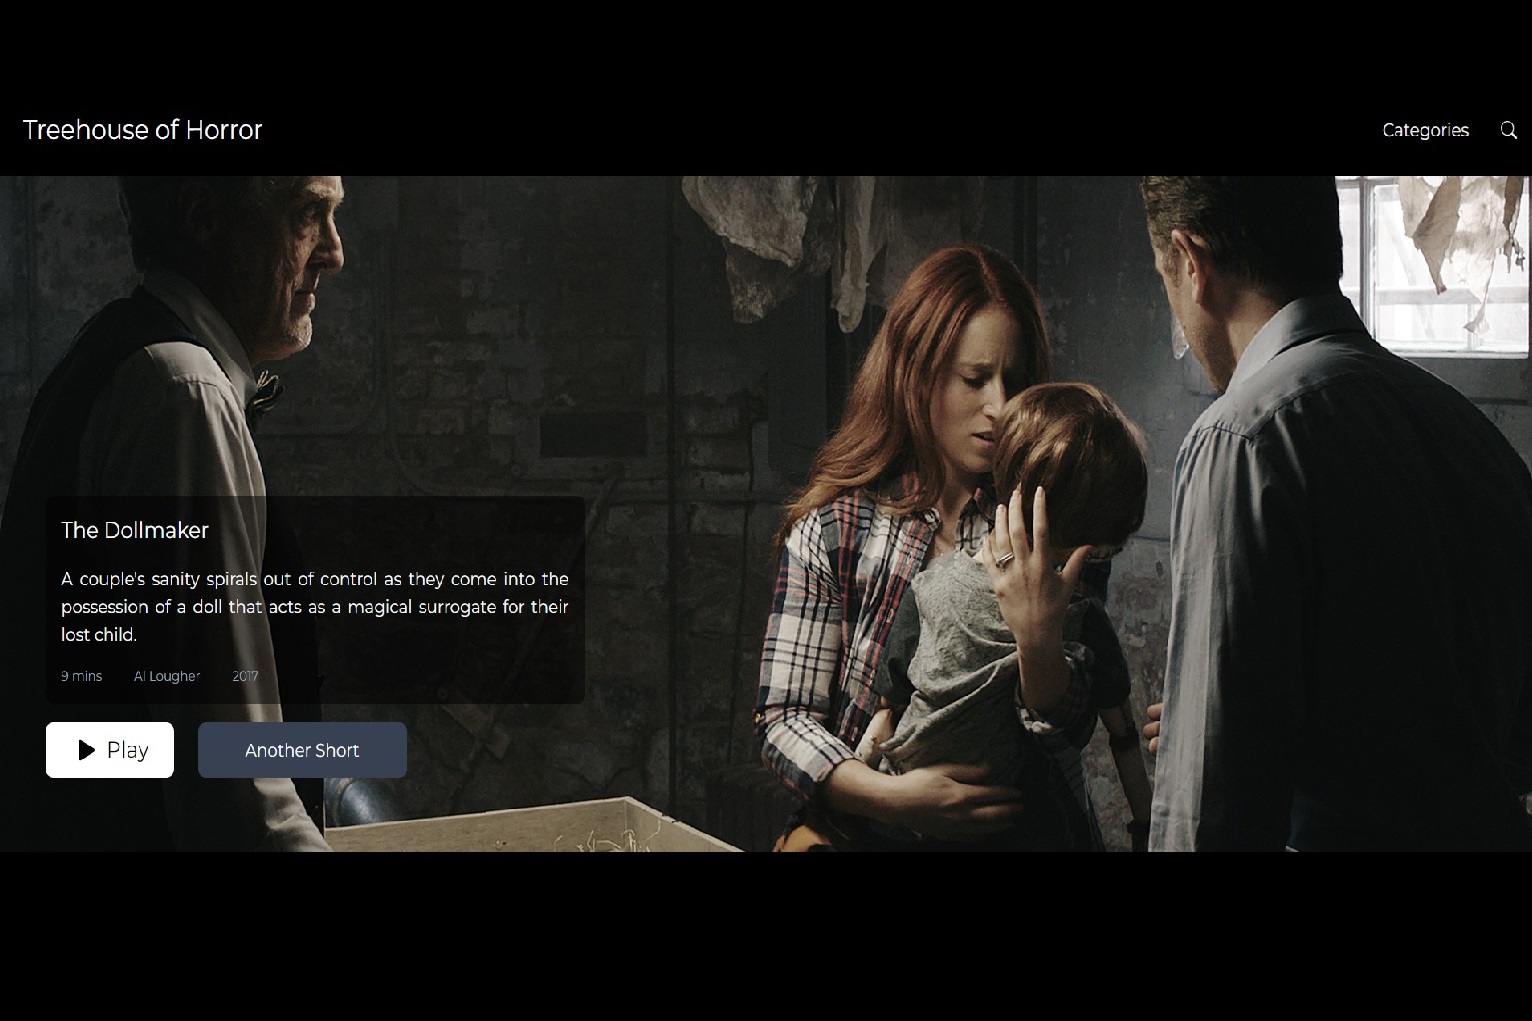 Treehouse of Horror
Categories
The Dollmaker
A couple's sanity spirals out of control as they come into the
possession of a doll that acts as a magical surrogate for their
lost child.
9 mins Al Lougher 2017
Play
Another Short